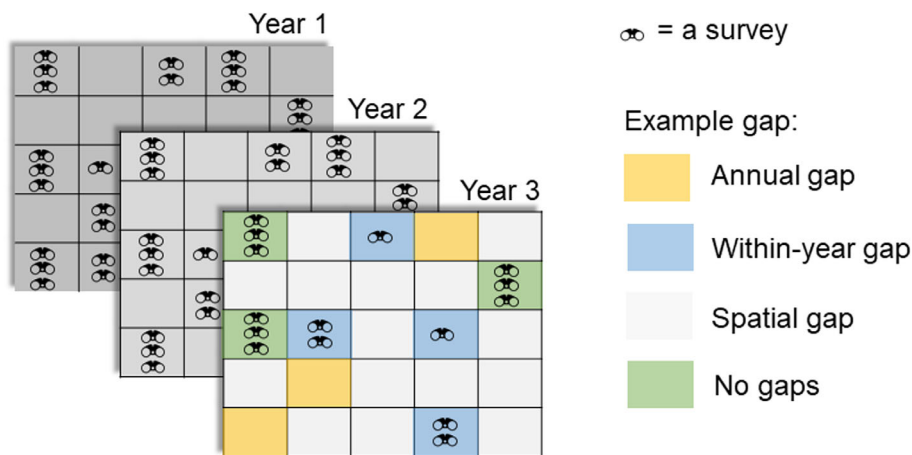 Year 1
= a survey
Year 2
Example gap:
Annual gap
Year 3
Within-year gap
Spatial gap
No gaps